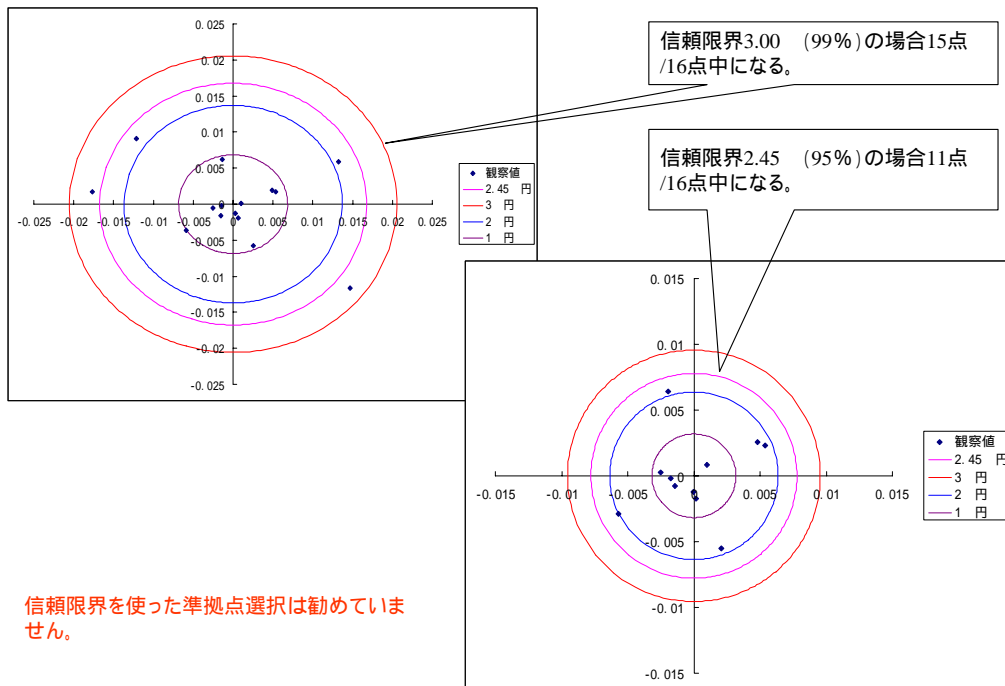 信頼限界3.00 (99%)の場合15点
/16点中になる。
0.025
0.02
0.015
0.01
0.005
0
-0.005
-0.01
-0.015
-0.02
-0.025
-0.025 -0.02 -0.015 -0.01 -0.005 0 0.005 0.01 0.015 0.02 0.025
観察値
2.45 円
3 円
2 円
1 円
信頼限界2.45 (95%)の場合11点
/16点中になる。
0.015
0.01
0.005
0
-0.005
-0.01
-0.015
-0.015 -0.01 -0.005 0 0.005 0.01 0.015
観察値
2.45 円
3 円
2 円
1 円
信頼限界を使った準拠点選択は勧めていま
せん。